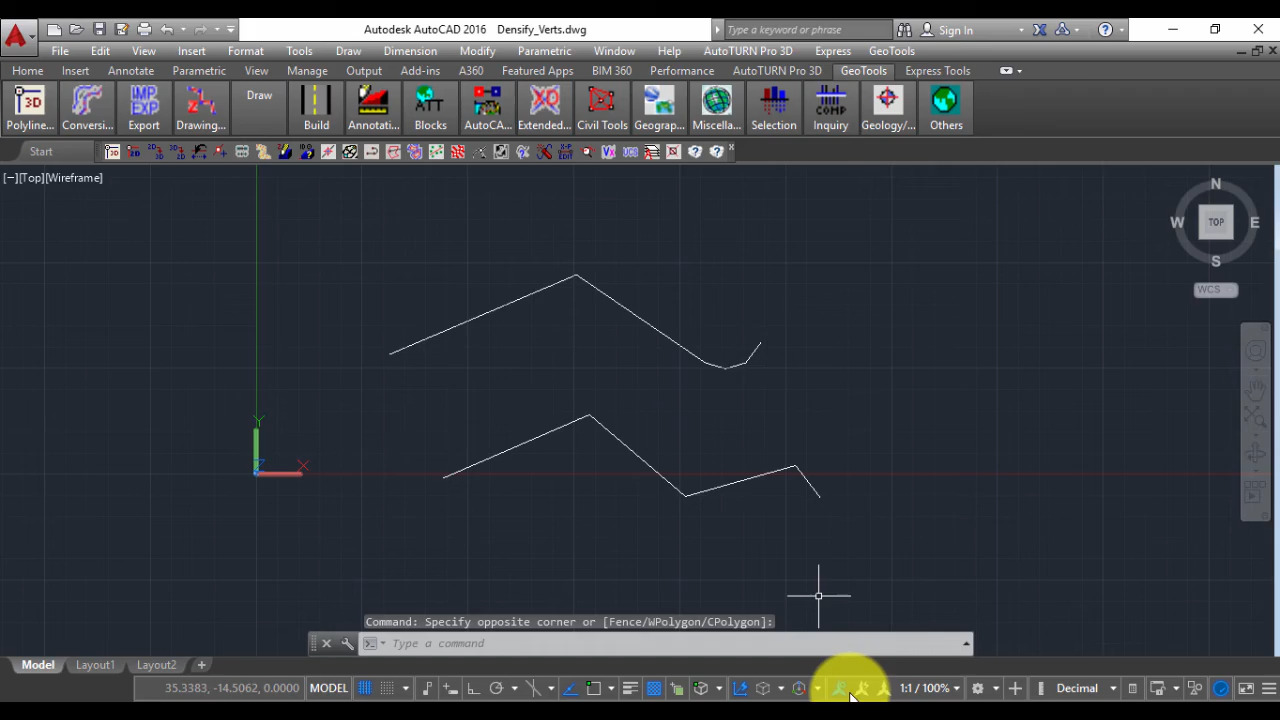 Autodesk AutoCAD 2016 Densify_Verts.dwg
Type a keyword or phrase
Sign In
File Edit View Insert Format Tools Draw Dimension Modify Parametric Window Help AutoTURN Pro 3D Express GeoTools
Home Insert Annotate Parametric View Manage Output Add-ins A360 Featured Apps BIM 360 Performance AutoTURN Pro 3D GeoTools Express Tools
Polyline... Conversi... Export Drawing... Draw Build Annotati... Blocks AutoCA... Extended... Civil Tools Geograp... Miscella... Selection Inquiry Geology/... Others
Start
[−][Top][Wireframe]
N
W TOP E
S
WCS
Y
Z X
Command: Specify opposite corner or [Fence/WPolygon/CPolygon]:
Type a command
Model Layout1 Layout2 +
35.3383, -14.5062, 0.0000 MODEL 1:1 / 100% Decimal